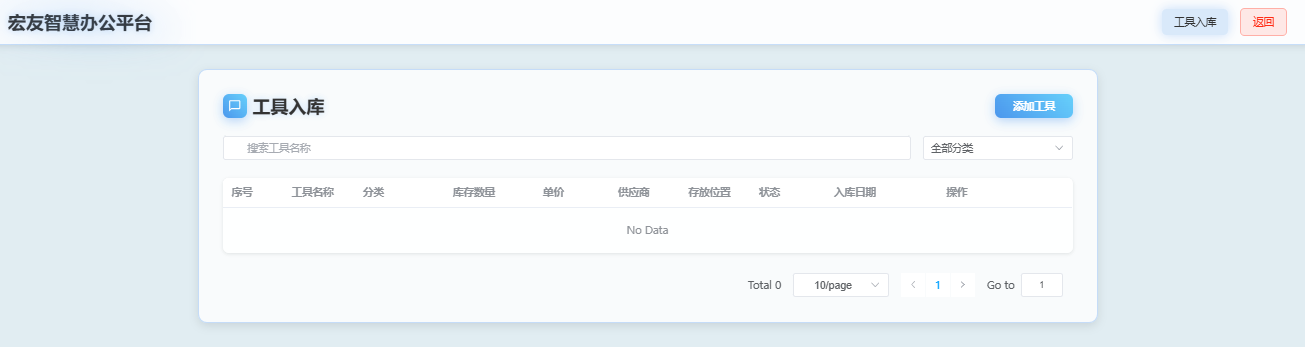 宏友智慧办公平台
工具入库 返回
工具入库
添加工具
搜索工具名称
全部分类
序号 工具名称 分类 库存数量 单价 供应商 存放位置 状态 入库日期 操作
No Data
Total 0 10/page 1 Go to 1